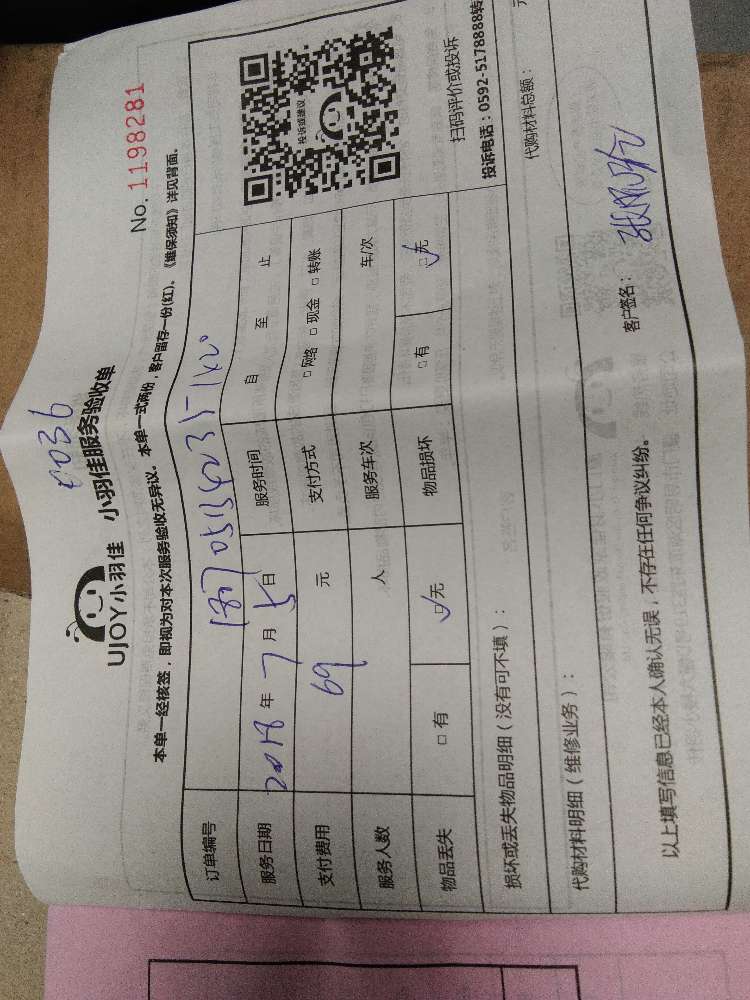 0036
UJOY小羽佳 小羽佳服务验收单
No. 1198281
本单一经核签，即视为对本次服务验收无异议。本单一式两份，客户留存一份(红)。《维保须知》详见背面。
订单编号
服务日期 2018 年 7 月 5 日 服务时间 自 至 止
支付费用 69 元 支付方式 □ 网络 □ 现金 □ 转账
服务人数 人 服务车次 车/次
物品丢失 □ 有 □ 无 物品损坏 □ 有 □ 无
投诉或建议
扫码评价或投诉
投诉电话：0592-5178888转
损坏或丢失物品明细（没有可不填）：
代购材料明细（维修业务）： 代购材料总额： 元
以上填写信息已经本人确认无误，不存在任何争议纠纷。 客户签名：